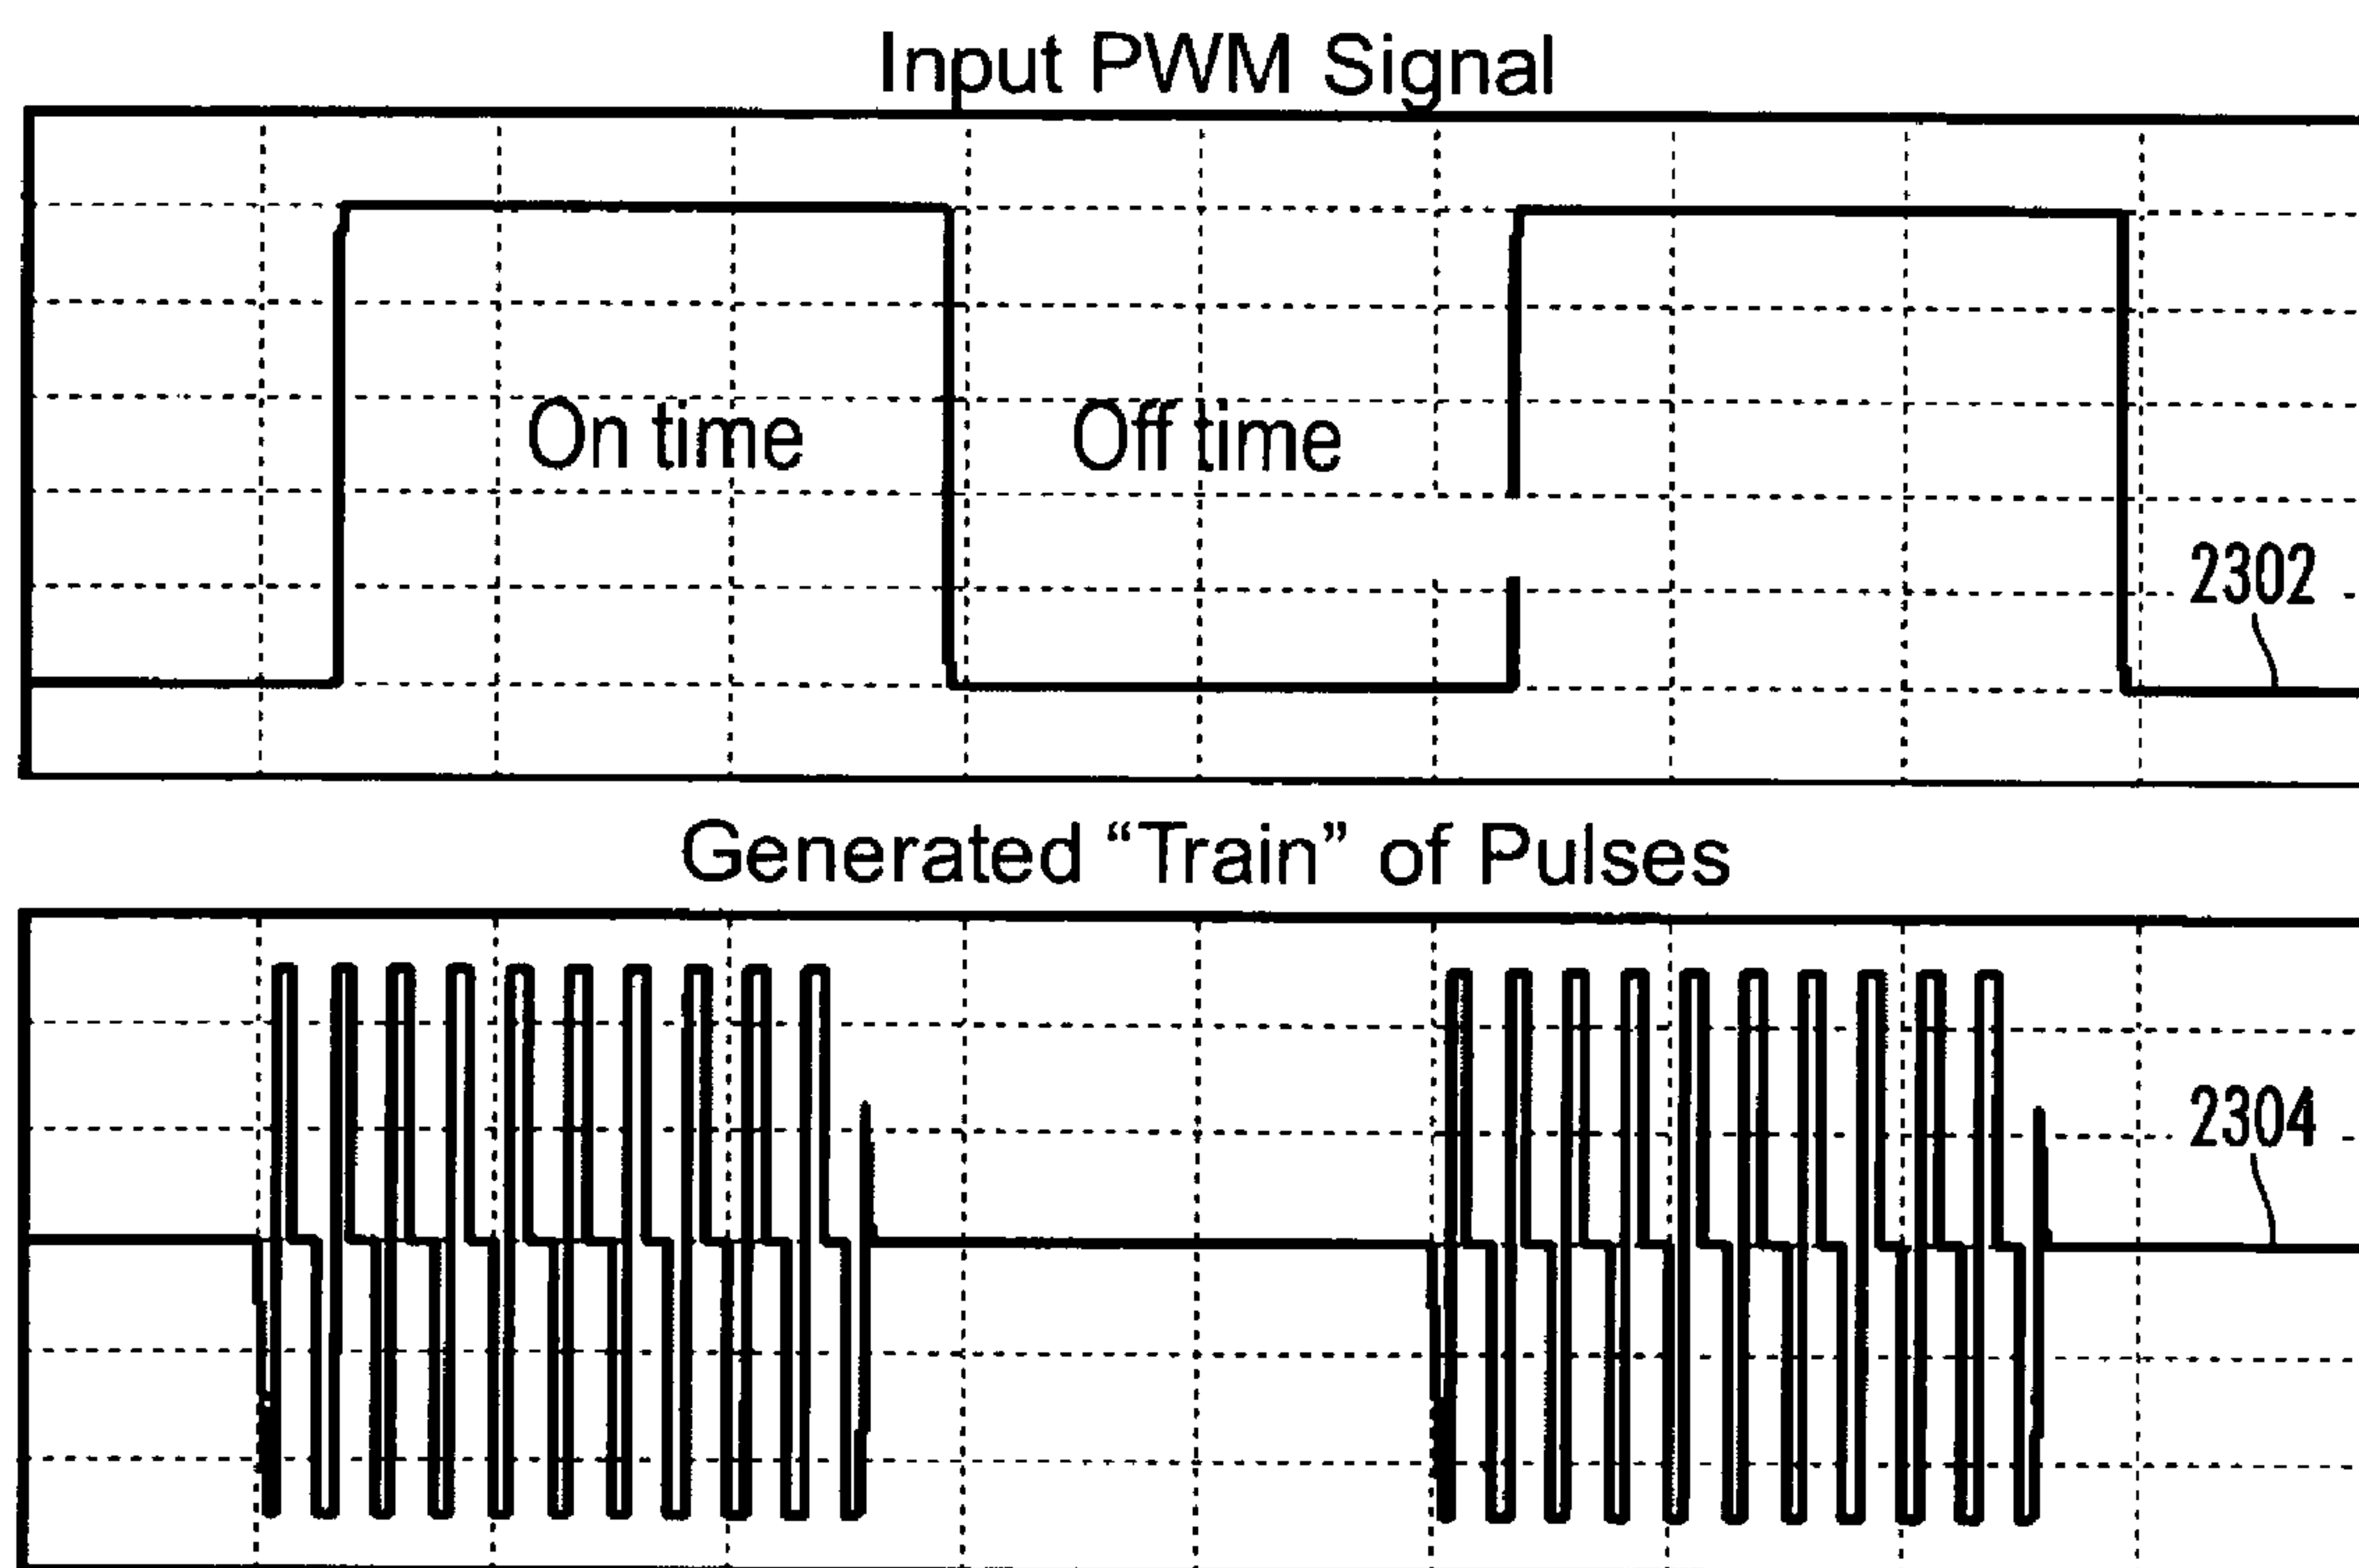 Input PWM Signal
On time
Off time
2302
Generated “Train” of Pulses
2304